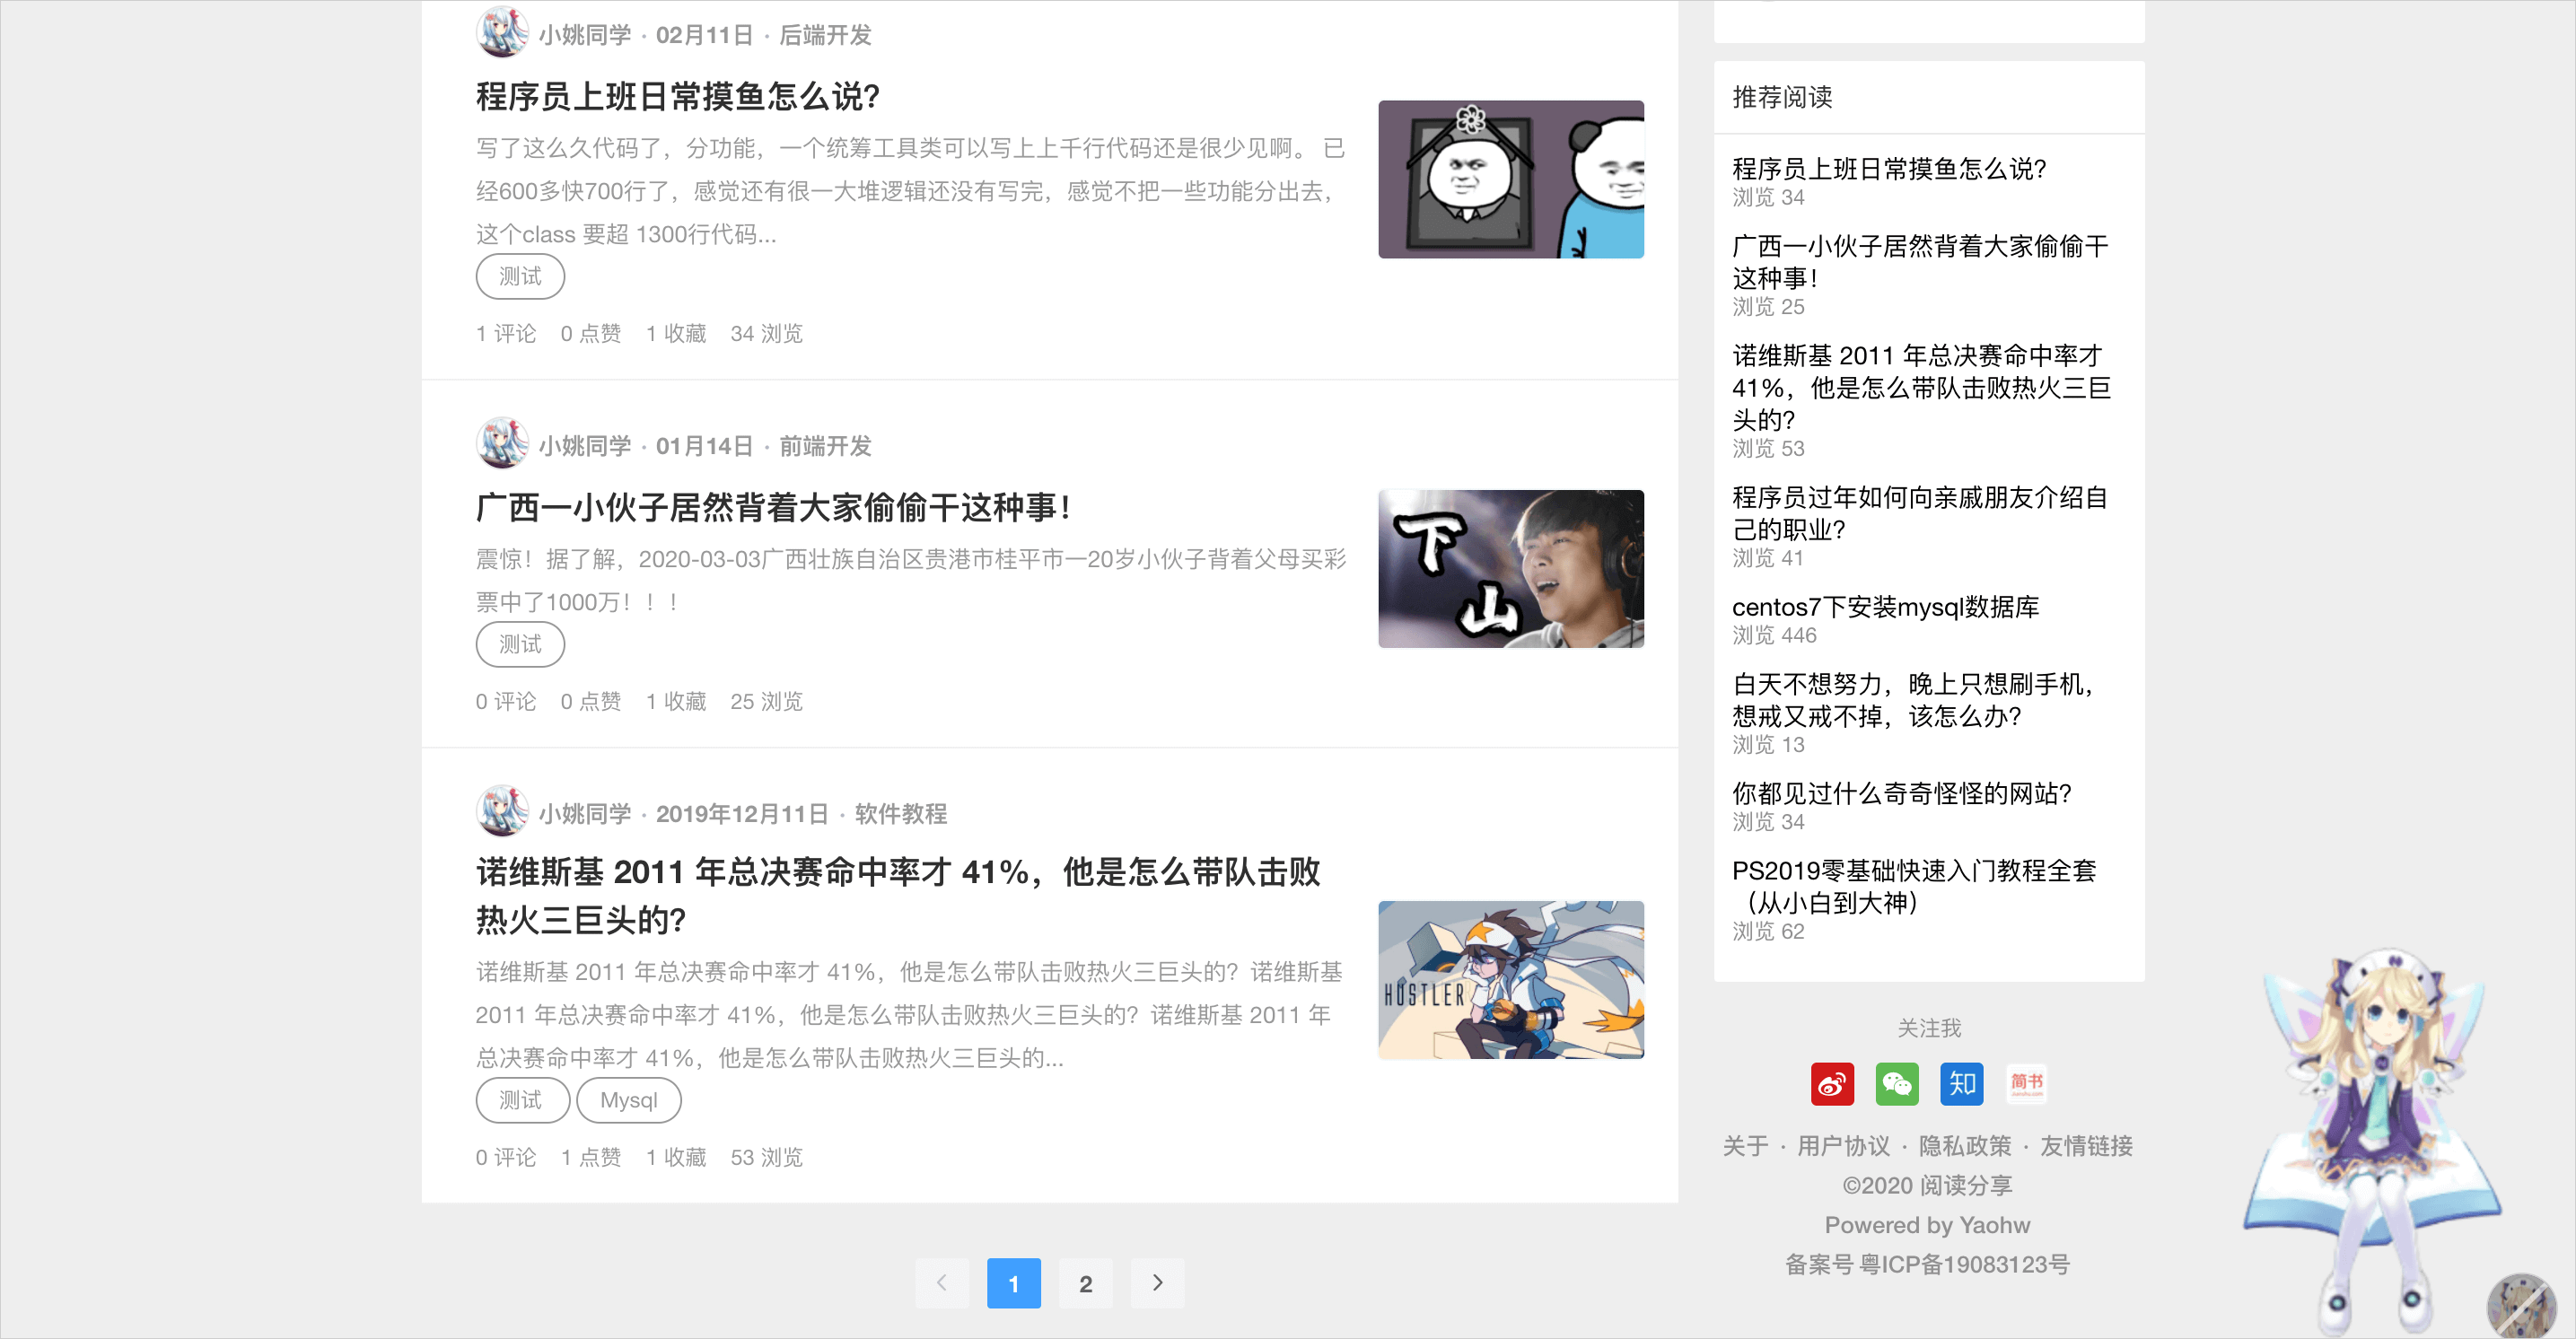 小姚同学 · 02月11日 · 后端开发
程序员上班日常摸鱼怎么说？
写了这么久代码了，分功能，一个统筹工具类可以写上上千行代码还是很少见啊。 已
经600多快700行了，感觉还有很一大堆逻辑还没有写完，感觉不把一些功能分出去，
这个class 要超 1300行代码...
测试
1 评论 0 点赞 1 收藏 34 浏览
小姚同学 · 01月14日 · 前端开发
广西一小伙子居然背着大家偷偷干这种事！
震惊！据了解，2020-03-03广西壮族自治区贵港市桂平市一20岁小伙子背着父母买彩
票中了1000万！！！
下山
测试
0 评论 0 点赞 1 收藏 25 浏览
小姚同学 · 2019年12月11日 · 软件教程
诺维斯基 2011 年总决赛命中率才 41%，他是怎么带队击败
热火三巨头的？
诺维斯基 2011 年总决赛命中率才 41%，他是怎么带队击败热火三巨头的？诺维斯基
2011 年总决赛命中率才 41%，他是怎么带队击败热火三巨头的？诺维斯基 2011 年
总决赛命中率才 41%，他是怎么带队击败热火三巨头的...
HUSTLER
测试 Mysql
0 评论 1 点赞 1 收藏 53 浏览
1 2
推荐阅读
程序员上班日常摸鱼怎么说？
浏览 34
广西一小伙子居然背着大家偷偷干
这种事！
浏览 25
诺维斯基 2011 年总决赛命中率才
41%，他是怎么带队击败热火三巨
头的？
浏览 53
程序员过年如何向亲戚朋友介绍自
己的职业？
浏览 41
centos7下安装mysql数据库
浏览 446
白天不想努力，晚上只想刷手机，
想戒又戒不掉，该怎么办？
浏览 13
你都见过什么奇奇怪怪的网站？
浏览 34
PS2019零基础快速入门教程全套
（从小白到大神）
浏览 62
关注我
知 简书
关于 · 用户协议 · 隐私政策 · 友情链接
©2020 阅读分享
Powered by Yaohw
备案号 粤ICP备19083123号